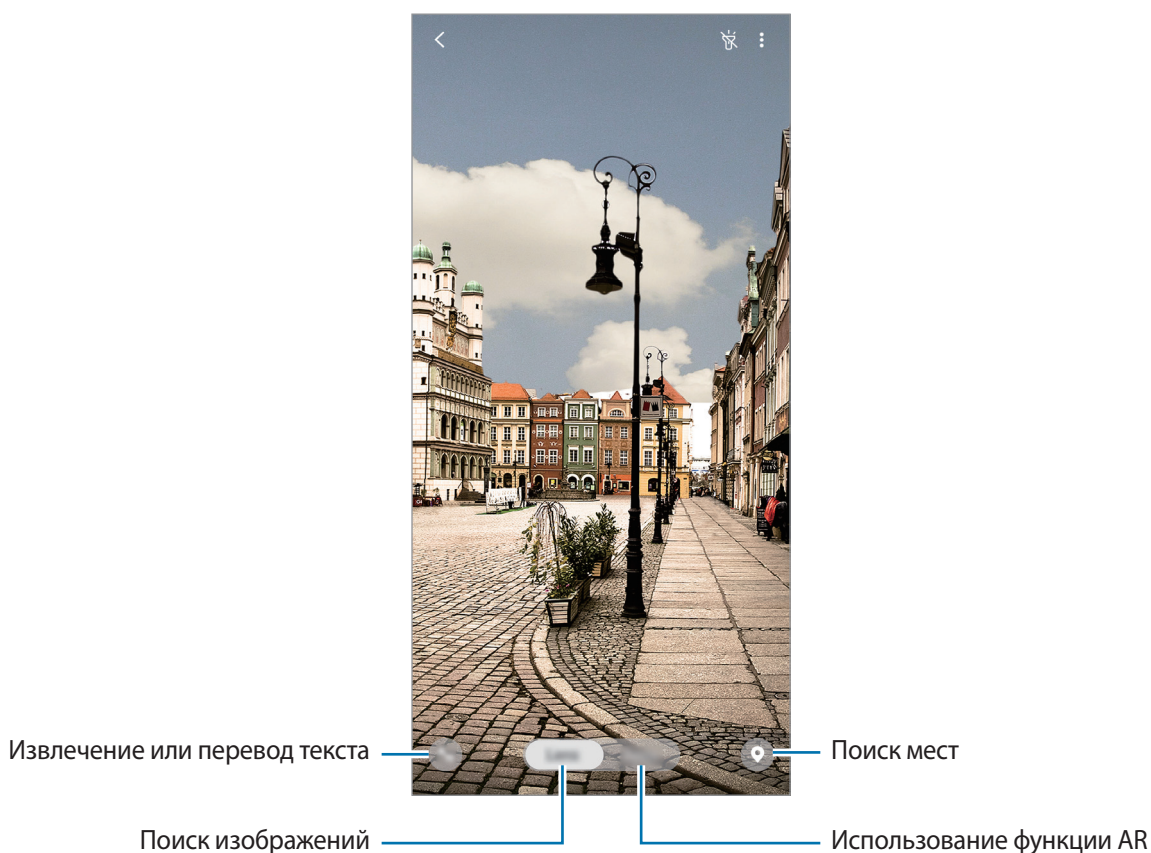 Извлечение или перевод текста
Поиск мест
Поиск изображений
Использование функции AR